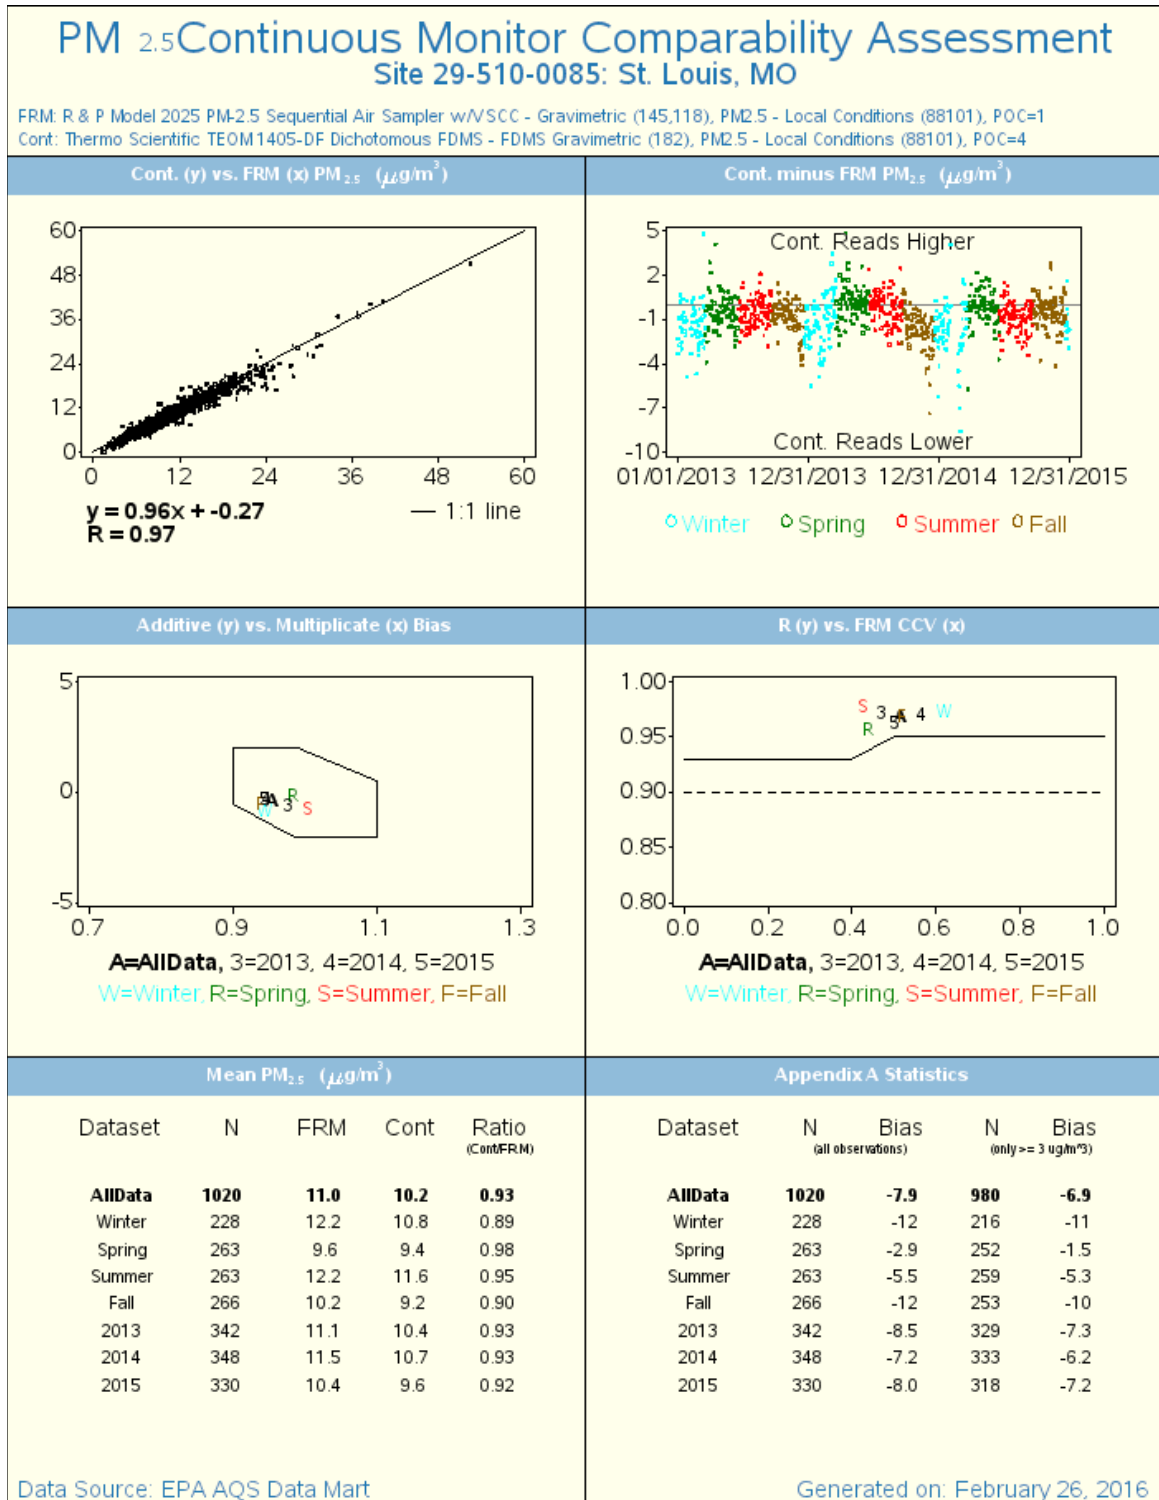 PM 2.5 Continuous Monitor Comparability Assessment
Site 29-510-0085: St. Louis, MO
FRM: R & P Model 2025 PM-2.5 Sequential Air Sampler w/VSCC - Gravimetric (145,118), PM2.5 - Local Conditions (88101), POC=1
Cont: Thermo Scientific TEOM 1405-DF Dichotomous FDMS - FDMS Gravimetric (182), PM2.5 - Local Conditions (88101), POC=4
Cont. (y) vs. FRM (x) PM2.5 (μg/m³)
60
48
36
24
12
0
0 12 24 36 48 60
y = 0.96x + -0.27
R = 0.97
1:1 line
Cont. minus FRM PM2.5 (μg/m³)
5
2
-1
-4
-7
-10
Cont. Reads Higher
Cont. Reads Lower
01/01/2013 12/31/2013 12/31/2014 12/31/2015
Winter Spring Summer Fall
Additive (y) vs. Multiplicate (x) Bias
5
0
-5
F 5 A W 3 R S
0.7 0.9 1.1 1.3
A=AllData, 3=2013, 4=2014, 5=2015
W=Winter, R=Spring, S=Summer, F=Fall
R (y) vs. FRM CCV (x)
1.00
0.95
0.90
0.85
0.80
S R 3 5 A F 4 W
0.0 0.2 0.4 0.6 0.8 1.0
A=AllData, 3=2013, 4=2014, 5=2015
W=Winter, R=Spring, S=Summer, F=Fall
Mean PM2.5 (μg/m³)
Dataset N FRM Cont Ratio
(Cont/FRM)
AllData 1020 11.0 10.2 0.93
Winter 228 12.2 10.8 0.89
Spring 263 9.6 9.4 0.98
Summer 263 12.2 11.6 0.95
Fall 266 10.2 9.2 0.90
2013 342 11.1 10.4 0.93
2014 348 11.5 10.7 0.93
2015 330 10.4 9.6 0.92
Appendix A Statistics
Dataset N Bias N Bias
(all observations) (only >= 3 ug/m^3)
AllData 1020 -7.9 980 -6.9
Winter 228 -12 216 -11
Spring 263 -2.9 252 -1.5
Summer 263 -5.5 259 -5.3
Fall 266 -12 253 -10
2013 342 -8.5 329 -7.3
2014 348 -7.2 333 -6.2
2015 330 -8.0 318 -7.2
Data Source: EPA AQS Data Mart
Generated on: February 26, 2016